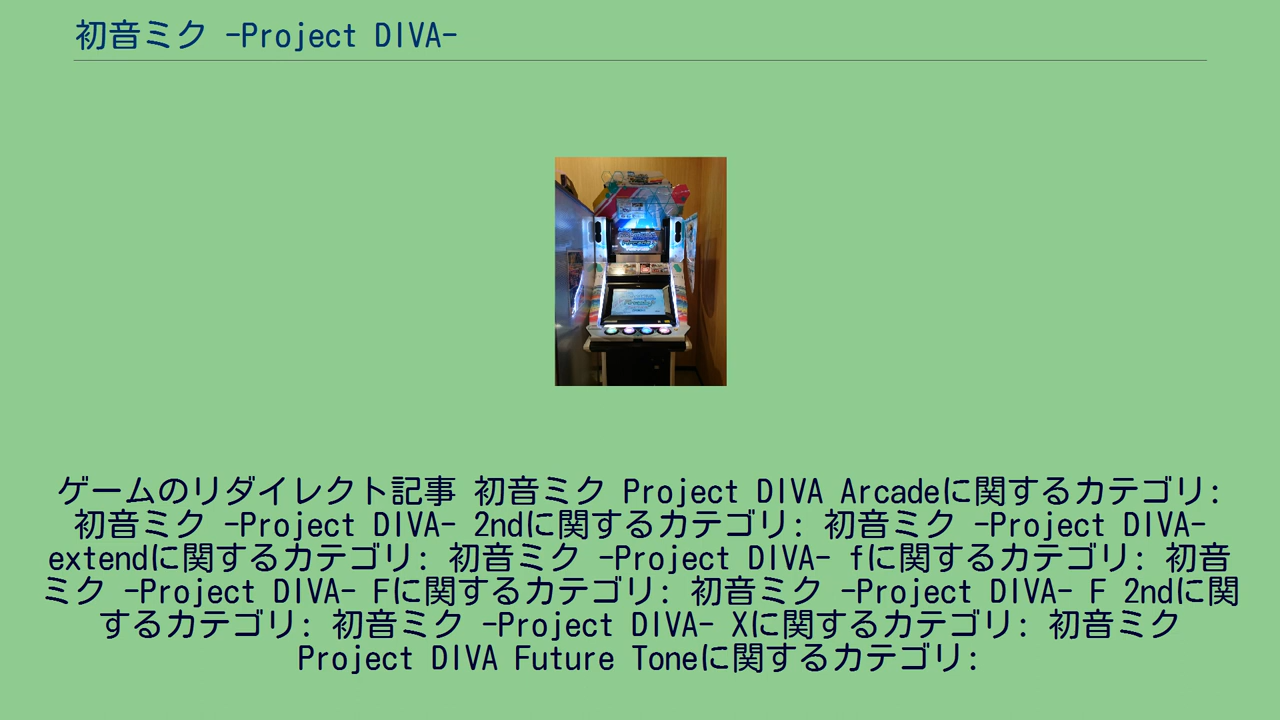 初音ミク -Project DIVA-
ゲームのリダイレクト記事 初音ミク Project DIVA Arcadeに関するカテゴリ:
初音ミク -Project DIVA- 2ndに関するカテゴリ: 初音ミク -Project DIVA-
extendに関するカテゴリ: 初音ミク -Project DIVA- fに関するカテゴリ: 初音
ミク -Project DIVA- Fに関するカテゴリ: 初音ミク -Project DIVA- F 2ndに関
するカテゴリ: 初音ミク -Project DIVA- Xに関するカテゴリ: 初音ミク
Project DIVA Future Toneに関するカテゴリ: